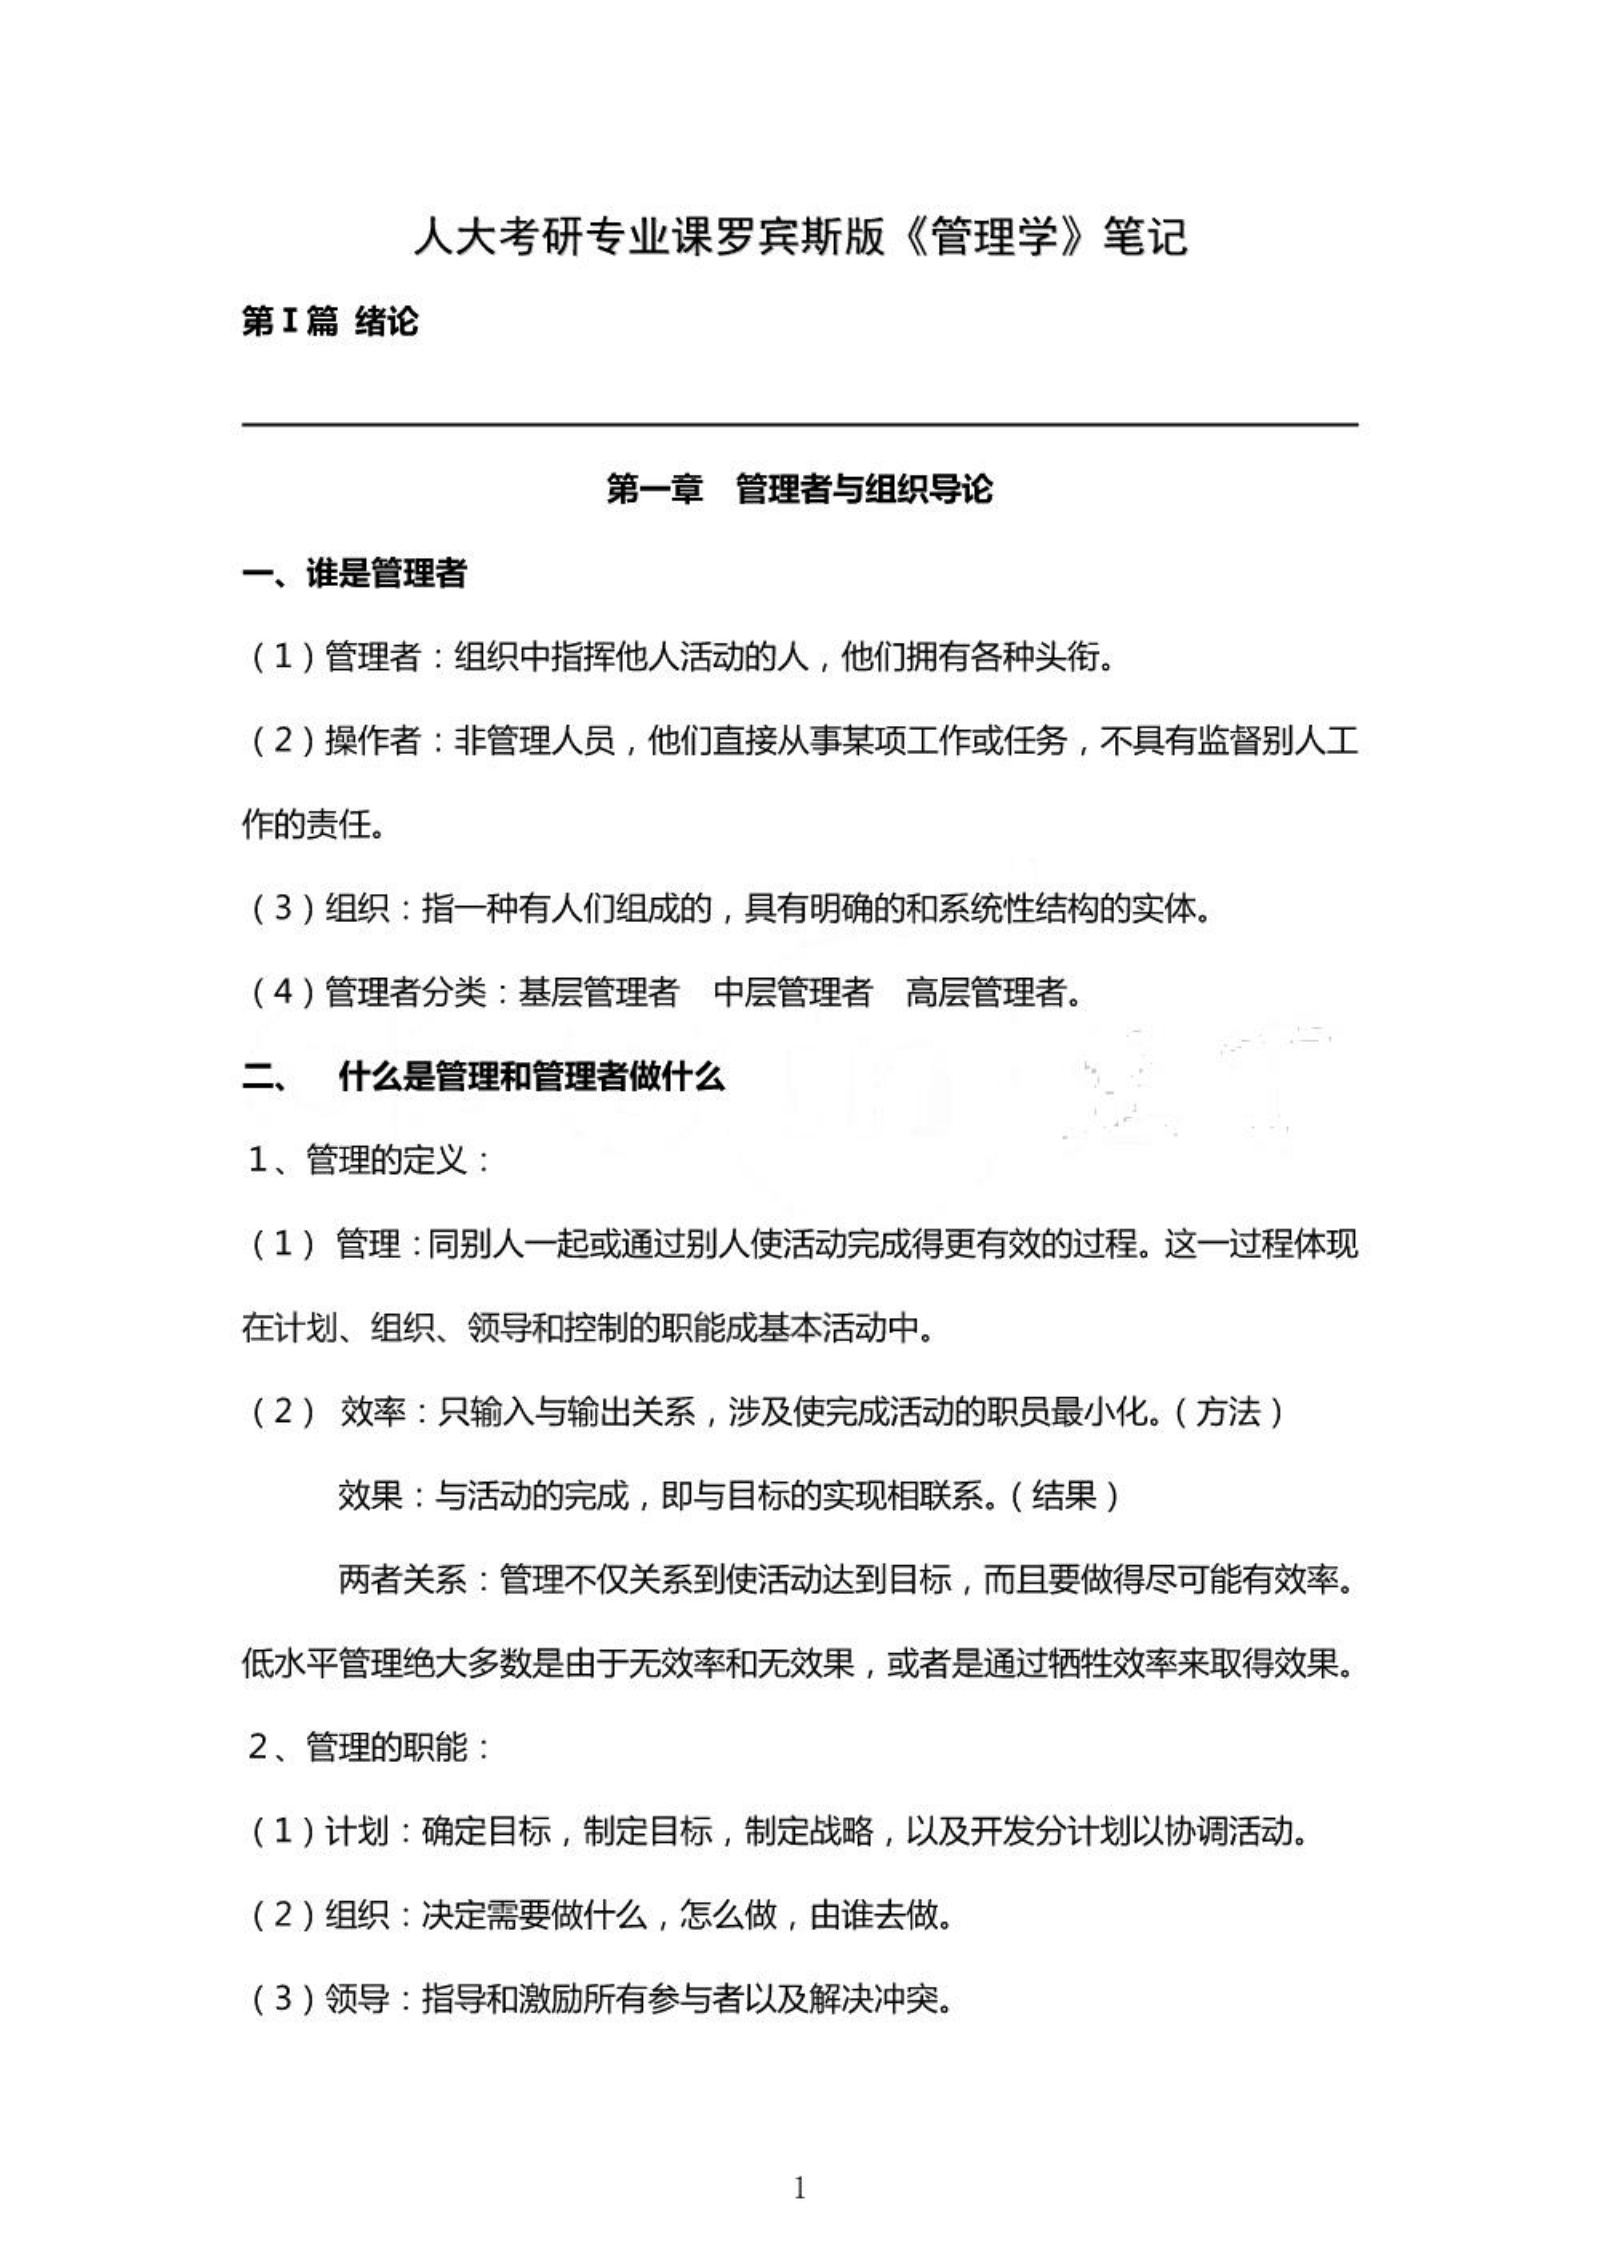 人大考研专业课罗宾斯版《管理学》笔记
第Ⅰ篇 绪论
第一章　管理者与组织导论
一、谁是管理者
（1）管理者：组织中指挥他人活动的人，他们拥有各种头衔。
（2）操作者：非管理人员，他们直接从事某项工作或任务，不具有监督别人工
作的责任。
（3）组织：指一种有人们组成的，具有明确的和系统性结构的实体。
（4）管理者分类：基层管理者　中层管理者　高层管理者。
二、　什么是管理和管理者做什么
1、管理的定义：
（1） 管理：同别人一起或通过别人使活动完成得更有效的过程。这一过程体现
在计划、组织、领导和控制的职能成基本活动中。
（2） 效率：只输入与输出关系，涉及使完成活动的职员最小化。（方法）
效果：与活动的完成，即与目标的实现相联系。（结果）
两者关系：管理不仅关系到使活动达到目标，而且要做得尽可能有效率。
低水平管理绝大多数是由于无效率和无效果，或者是通过牺牲效率来取得效果。
2、管理的职能：
（1）计划：确定目标，制定目标，制定战略，以及开发分计划以协调活动。
（2）组织：决定需要做什么，怎么做，由谁去做。
（3）领导：指导和激励所有参与者以及解决冲突。
1